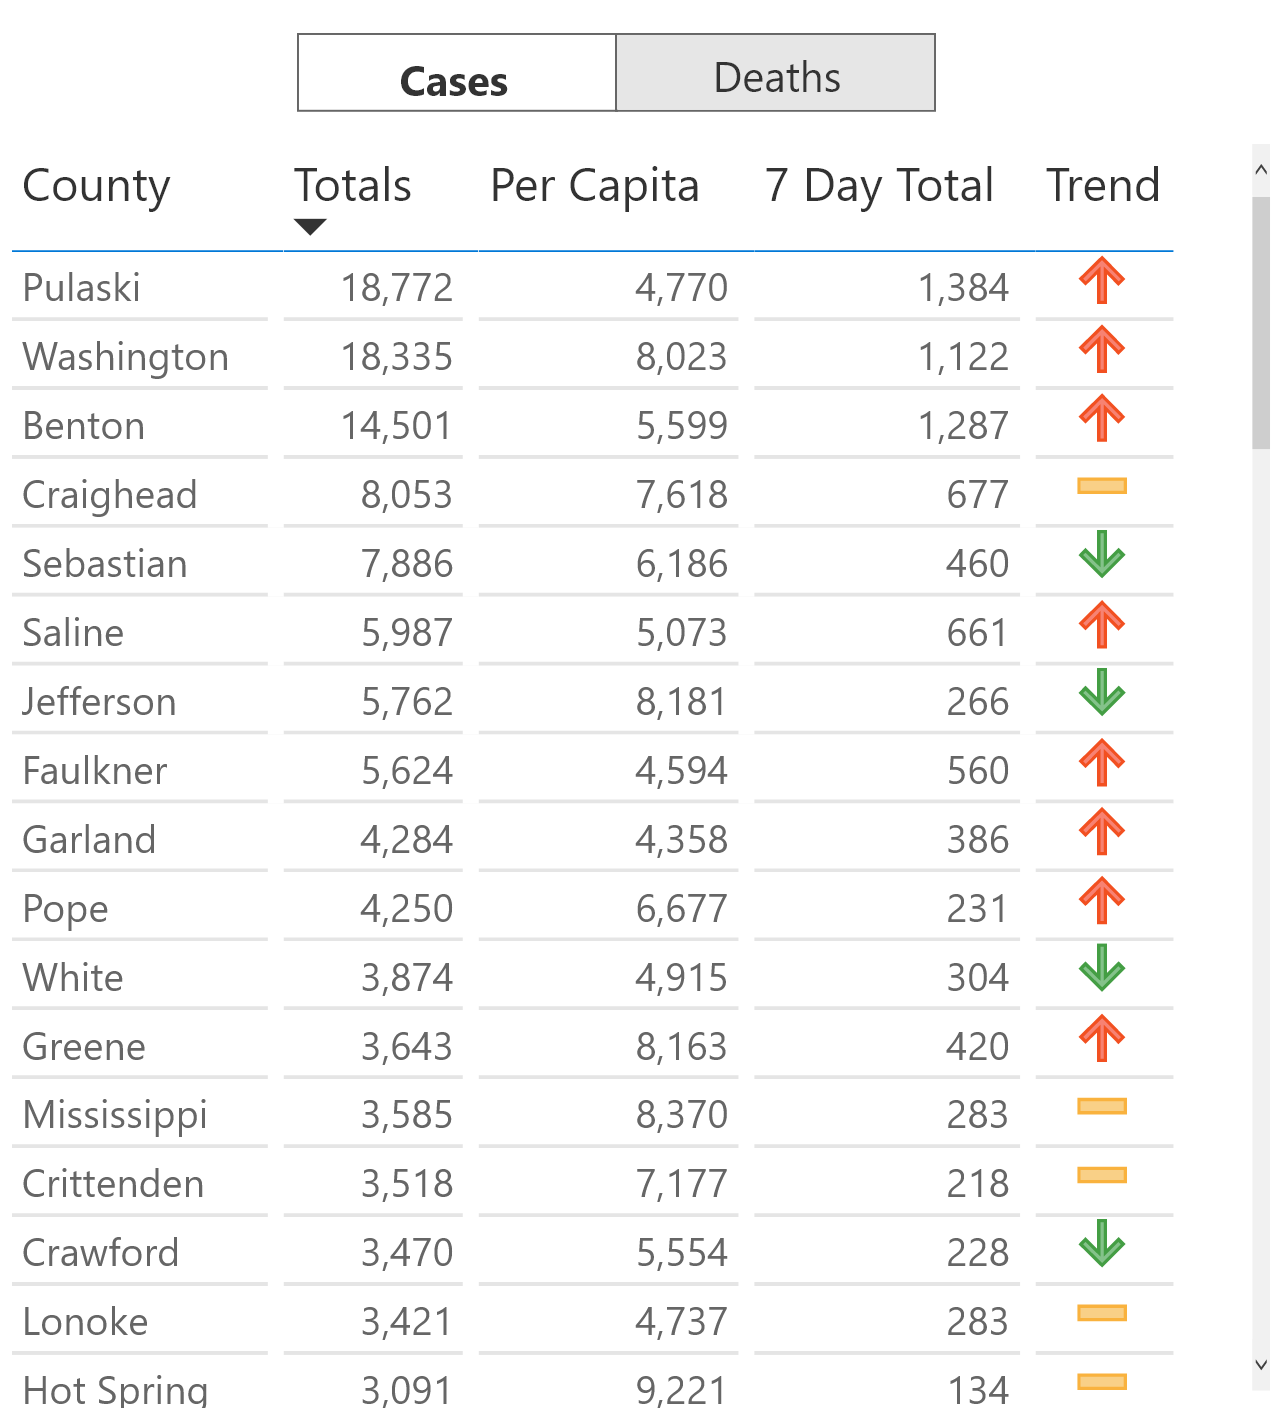 Cases Deaths
County Totals Per Capita 7 Day Total Trend
Pulaski 18,772 4,770 1,384
Washington 18,335 8,023 1,122
Benton 14,501 5,599 1,287
Craighead 8,053 7,618 677
Sebastian 7,886 6,186 460
Saline 5,987 5,073 661
Jefferson 5,762 8,181 266
Faulkner 5,624 4,594 560
Garland 4,284 4,358 386
Pope 4,250 6,677 231
White 3,874 4,915 304
Greene 3,643 8,163 420
Mississippi 3,585 8,370 283
Crittenden 3,518 7,177 218
Crawford 3,470 5,554 228
Lonoke 3,421 4,737 283
Hot Spring 3,091 9,221 134